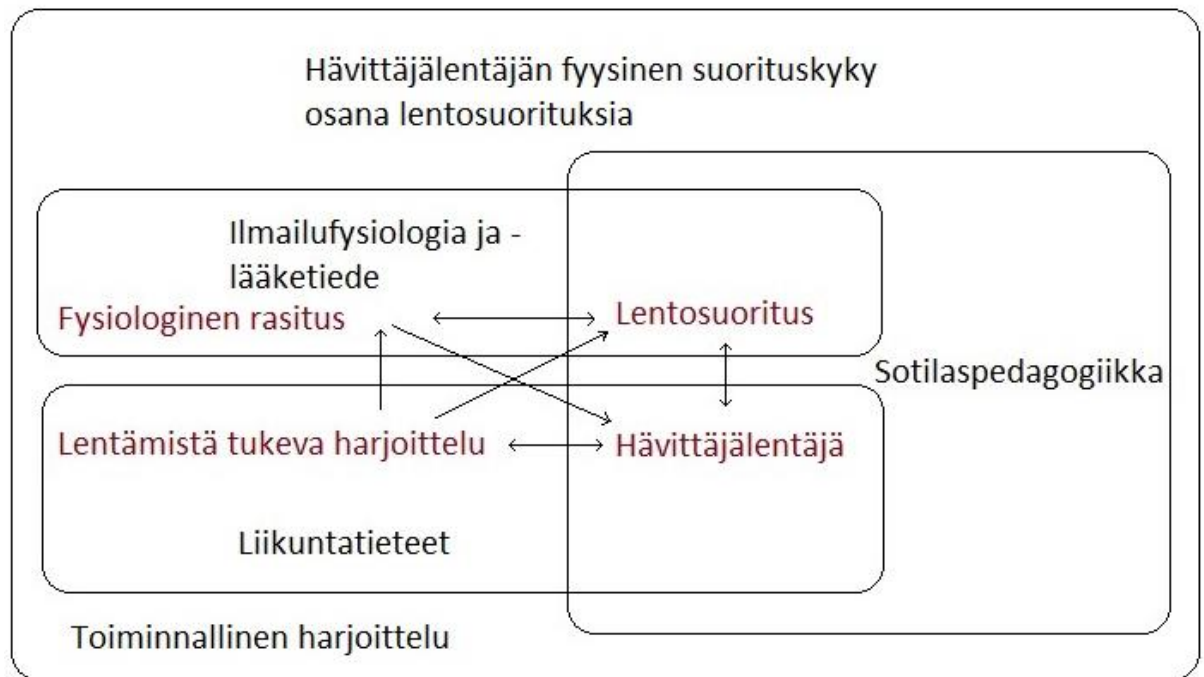 Hävittäjälentäjän fyysinen suorituskyky
osana lentosuorituksia
Ilmailufysiologia ja -
lääketiede
Fysiologinen rasitus
Lentosuoritus
Sotilaspedagogiikka
Lentämistä tukeva harjoittelu
Hävittäjälentäjä
Liikuntatieteet
Toiminnallinen harjoittelu